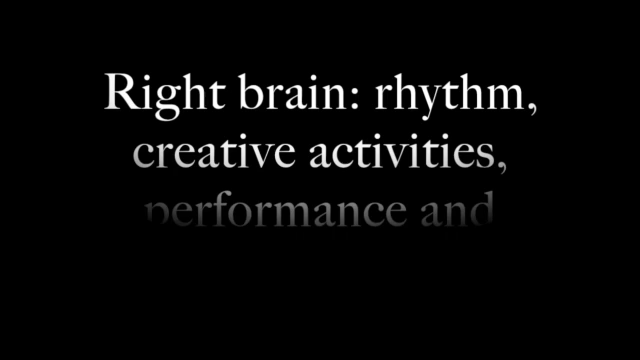 Right brain: rhythm,
creative activities,
performance and